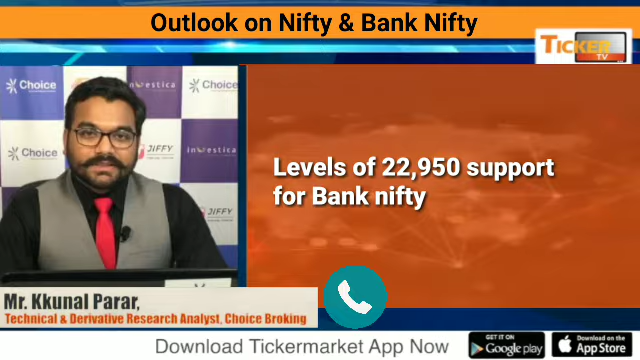 Outlook on Nifty & Bank Nifty
TICKER
TV
Choice
investica
Choice
Choice
JIFFY
investica
JIFFY
Levels of 22,950 support
for Bank nifty
Mr. Kkunal Parar,
Technical & Derivative Research Analyst, Choice Broking
Download Tickermarket App Now
GET IT ON
Google play
Download on the
App Store